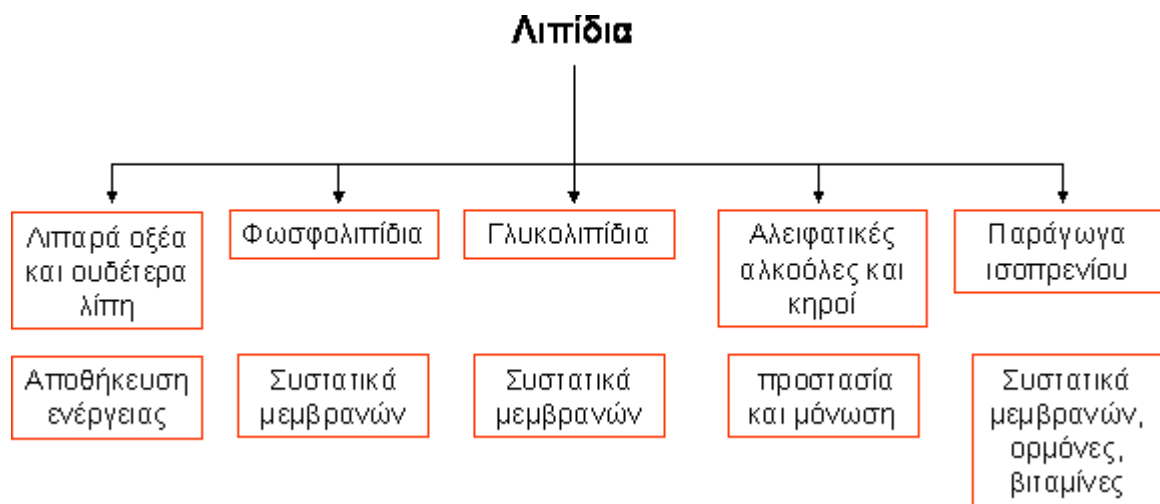 Λιπίδια
Λιπαρά οξέα
και ουδέτερα
λίπη
Φωσφολιπίδια
Γλυκολιπίδια
Αλειφατικές
αλκοόλες και
κηροί
Παράγωγα
ισοπρενίου
Αποθήκευση
ενέργειας
Συστατικά
μεμβρανών
Συστατικά
μεμβρανών
προστασία
και μόνωση
Συστατικά
μεμβρανών,
ορμόνες,
βιταμίνες